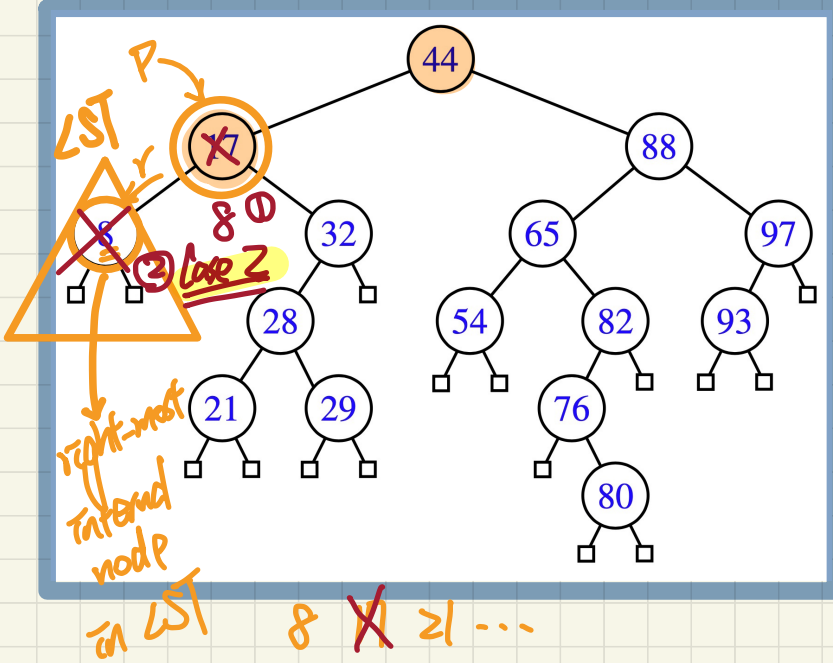 44
P
LST
17
88
r
8
8 ①
32
65
97
② Case 2
28
54
82
93
21
29
76
right-most
80
internal
node
in LST
8 17 21 ...